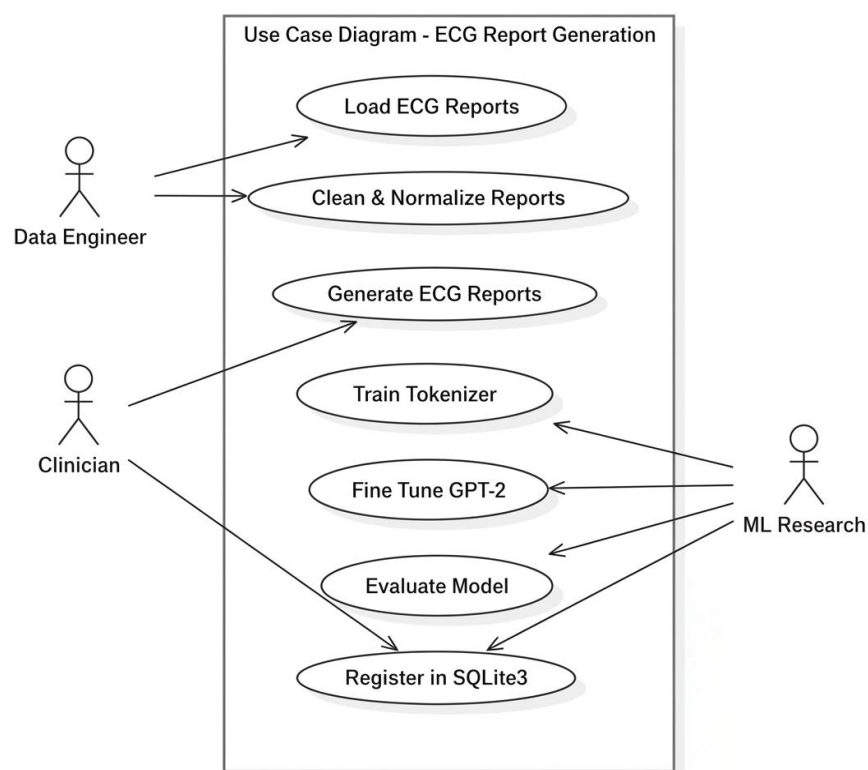 Use Case Diagram - ECG Report Generation
Load ECG Reports
Clean & Normalize Reports
Data Engineer
Generate ECG Reports
Train Tokenizer
Clinician
Fine Tune GPT-2
ML Research
Evaluate Model
Register in SQLite3